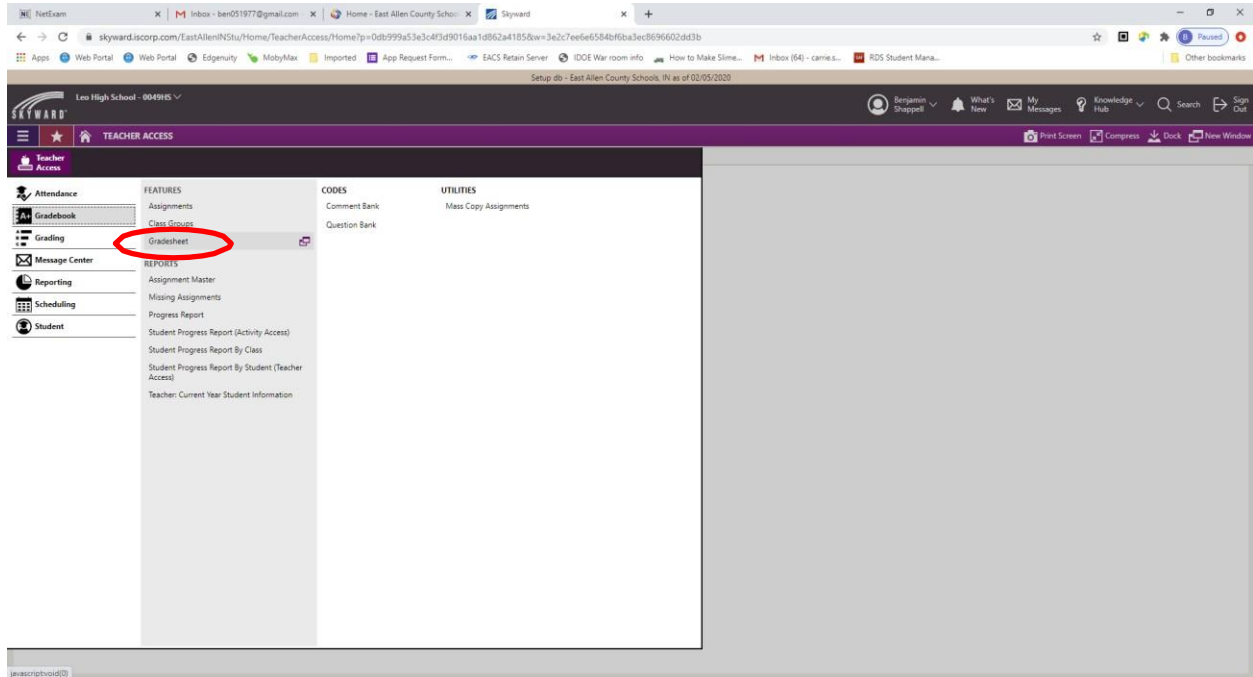 NetExam
Inbox - ben051977@gmail.com
Home - East Allen County Schoo
Skyward
skyward.iscorp.com/EastAllenINStu/Home/TeacherAccess/Home?p=0db999a53e3c4f3d9016aa1d862a4185&w=3e2c7ee6e6584bf6ba3ec8696602dd3b
B Paused
Apps Web Portal Web Portal Edgenuity MobyMax Imported App Request Form... EACS Retain Server IDOE War room info How to Make Slime... Inbox (64) - carrie.s... RDS Student Mana... Other bookmarks
Setup db - East Allen County Schools, IN as of 02/05/2020
SKYWARD
Leo High School - 0049HS
Benjamin Shappell
What's New
My Messages
Knowledge Hub
Search
Sign Out
TEACHER ACCESS
Print Screen Compress Dock New Window
Teacher
Access
Attendance
Gradebook
Grading
Message Center
Reporting
Scheduling
Student
FEATURES
Assignments
Class Groups
Gradesheet
REPORTS
Assignment Master
Missing Assignments
Progress Report
Student Progress Report (Activity Access)
Student Progress Report By Class
Student Progress Report By Student (Teacher
Access)
Teacher: Current Year Student Information
CODES
Comment Bank
Question Bank
UTILITIES
Mass Copy Assignments
javascript:void(0)